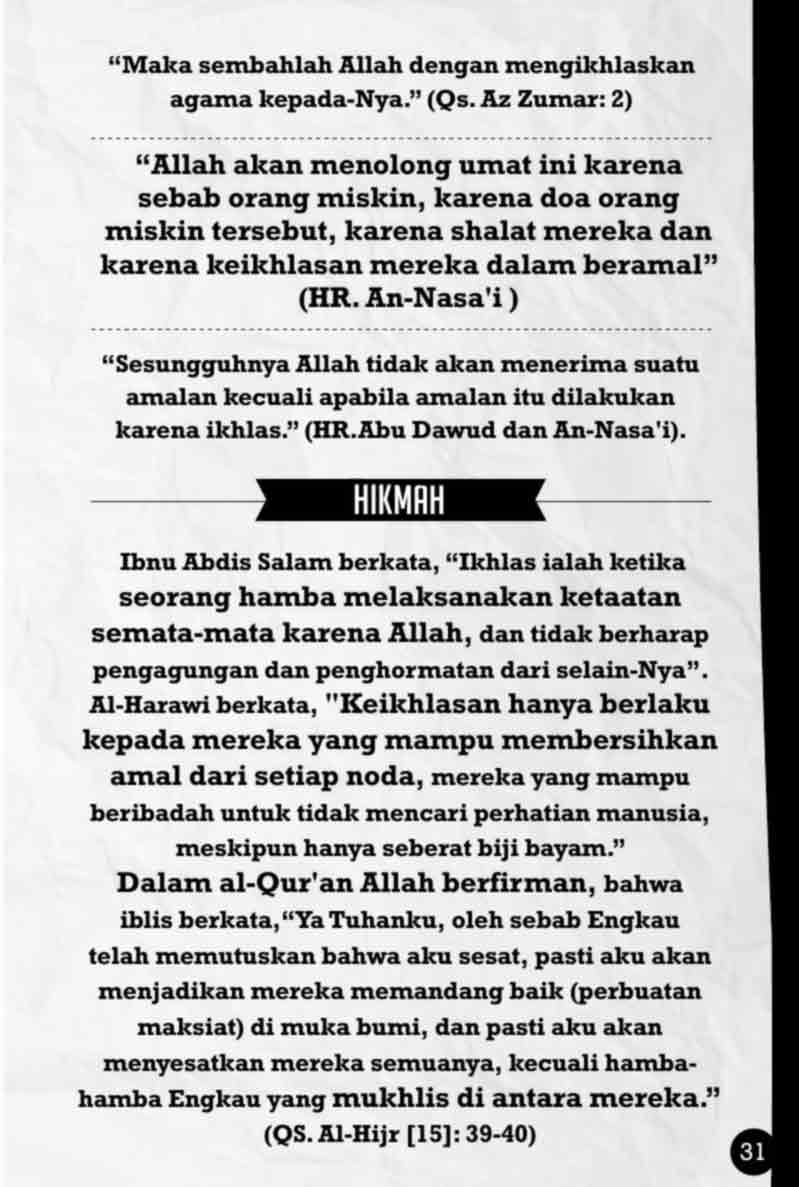 “Maka sembahlah Allah dengan mengikhlaskan
agama kepada-Nya.” (Qs. Az Zumar: 2)
“Allah akan menolong umat ini karena
sebab orang miskin, karena doa orang
miskin tersebut, karena shalat mereka dan
karena keikhlasan mereka dalam beramal”
(HR. An-Nasa'i )
“Sesungguhnya Allah tidak akan menerima suatu
amalan kecuali apabila amalan itu dilakukan
karena ikhlas.” (HR.Abu Dawud dan An-Nasa'i).
HIKMAH
Ibnu Abdis Salam berkata, “Ikhlas ialah ketika
seorang hamba melaksanakan ketaatan
semata-mata karena Allah, dan tidak berharap
pengagungan dan penghormatan dari selain-Nya”.
Al-Harawi berkata, "Keikhlasan hanya berlaku
kepada mereka yang mampu membersihkan
amal dari setiap noda, mereka yang mampu
beribadah untuk tidak mencari perhatian manusia,
meskipun hanya seberat biji bayam.”
Dalam al-Qur'an Allah berfirman, bahwa
iblis berkata,“Ya Tuhanku, oleh sebab Engkau
telah memutuskan bahwa aku sesat, pasti aku akan
menjadikan mereka memandang baik (perbuatan
maksiat) di muka bumi, dan pasti aku akan
menyesatkan mereka semuanya, kecuali hamba-
hamba Engkau yang mukhlis di antara mereka.”
(QS. Al-Hijr [15]: 39-40)
31